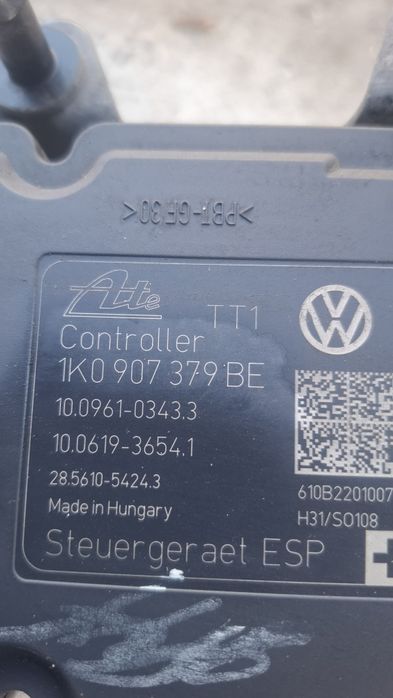 >PBT-GF30<
Ate
TT1
Controller
1K0 907 379 BE
10.0961-0343.3
10.0619-3654.1
28.5610-5424.3
610B2201007
Made in Hungary
H31/SO108
Steuergeraet ESP